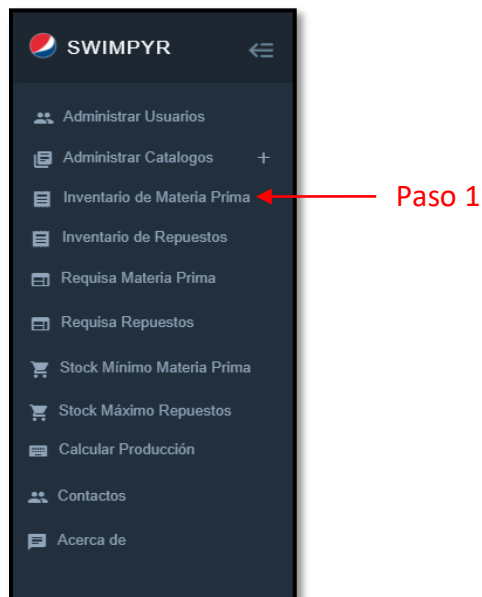 SWIMPYR
Administrar Usuarios
Administrar Catalogos +
Inventario de Materia Prima
Paso 1
Inventario de Repuestos
Requisa Materia Prima
Requisa Repuestos
Stock Mínimo Materia Prima
Stock Máximo Repuestos
Calcular Producción
Contactos
Acerca de